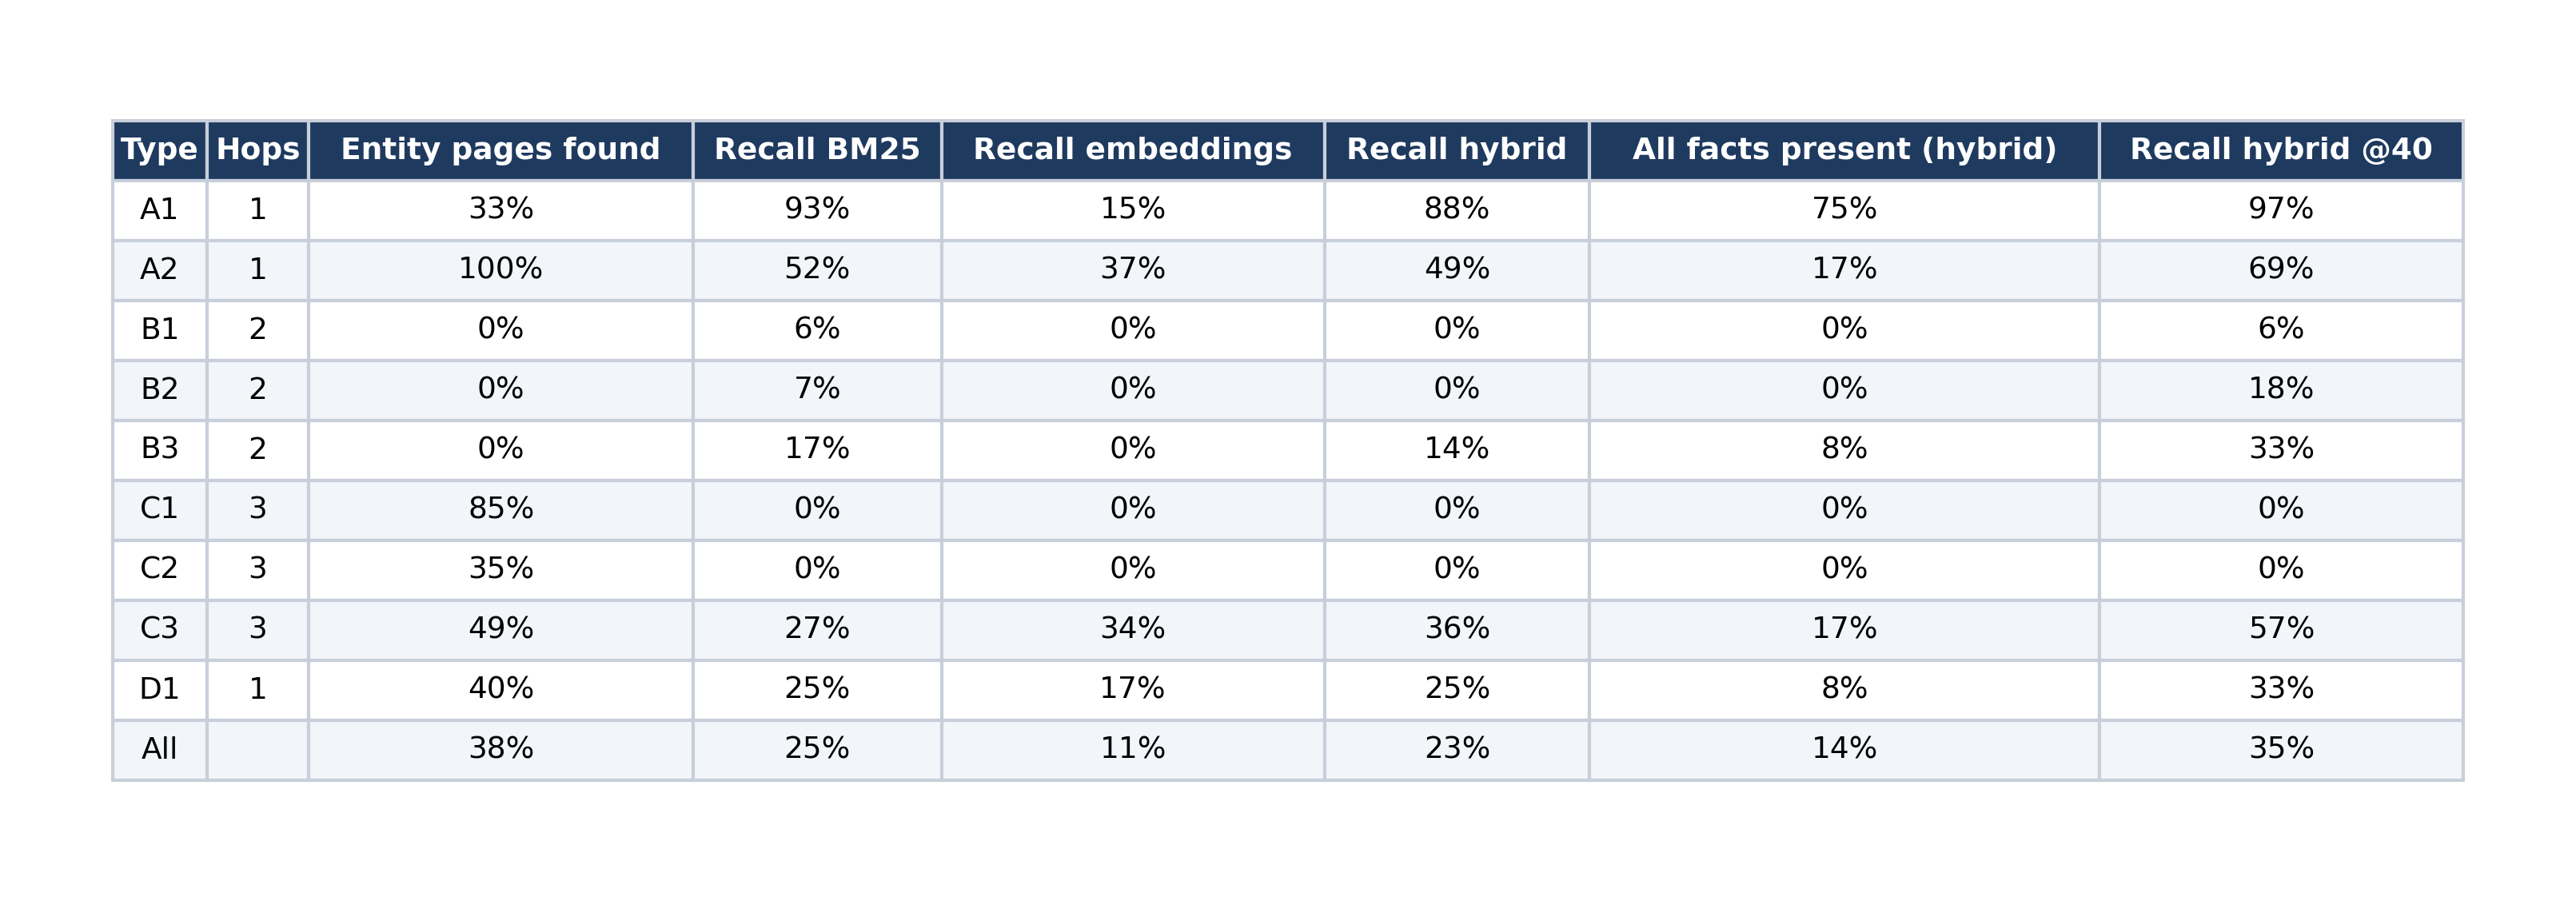 Type Hops Entity pages found Recall BM25 Recall embeddings Recall hybrid All facts present (hybrid) Recall hybrid @40
A1 1 33% 93% 15% 88% 75% 97%
A2 1 100% 52% 37% 49% 17% 69%
B1 2 0% 6% 0% 0% 0% 6%
B2 2 0% 7% 0% 0% 0% 18%
B3 2 0% 17% 0% 14% 8% 33%
C1 3 85% 0% 0% 0% 0% 0%
C2 3 35% 0% 0% 0% 0% 0%
C3 3 49% 27% 34% 36% 17% 57%
D1 1 40% 25% 17% 25% 8% 33%
All 38% 25% 11% 23% 14% 35%